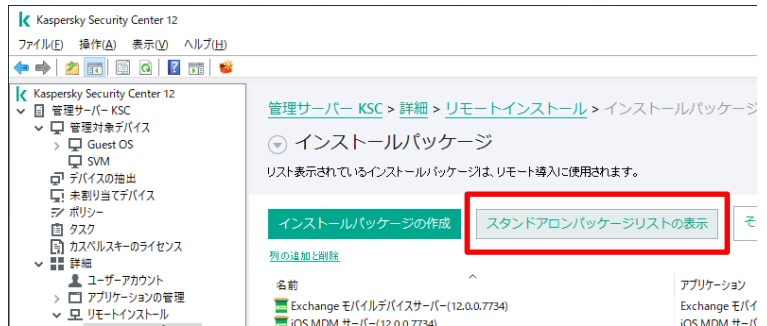 Kaspersky Security Center 12
ファイル(F) 操作(A) 表示(V) ヘルプ(H)
Kaspersky Security Center 12
管理サーバー KSC
管理対象デバイス
Guest OS
SVM
デバイスの抽出
未割り当てデバイス
ポリシー
タスク
カスペルスキーのライセンス
詳細
ユーザーアカウント
アプリケーションの管理
リモートインストール
管理サーバー KSC > 詳細 > リモートインストール > インストールパッケージ
インストールパッケージ
リスト表示されているインストールパッケージは、リモート導入に使用されます。
インストールパッケージの作成 スタンドアロンパッケージリストの表示 そ
列の追加と削除
名前 アプリケーション
Exchange モバイルデバイスサーバー(12.0.0.7734) Exchange モバイ
iOS MDM サーバー(12.0.0.7734) iOS MDM サーバ